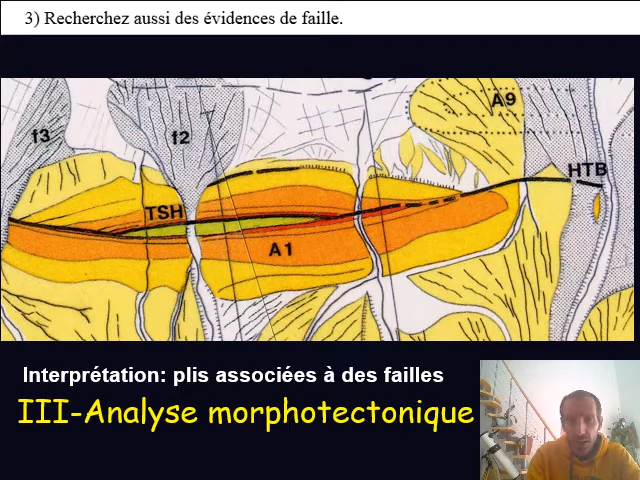 3) Recherchez aussi des évidences de faille.
A9
f3
f2
HTB
TSH
A1
Interprétation: plis associées à des failles
III-Analyse morphotectonique